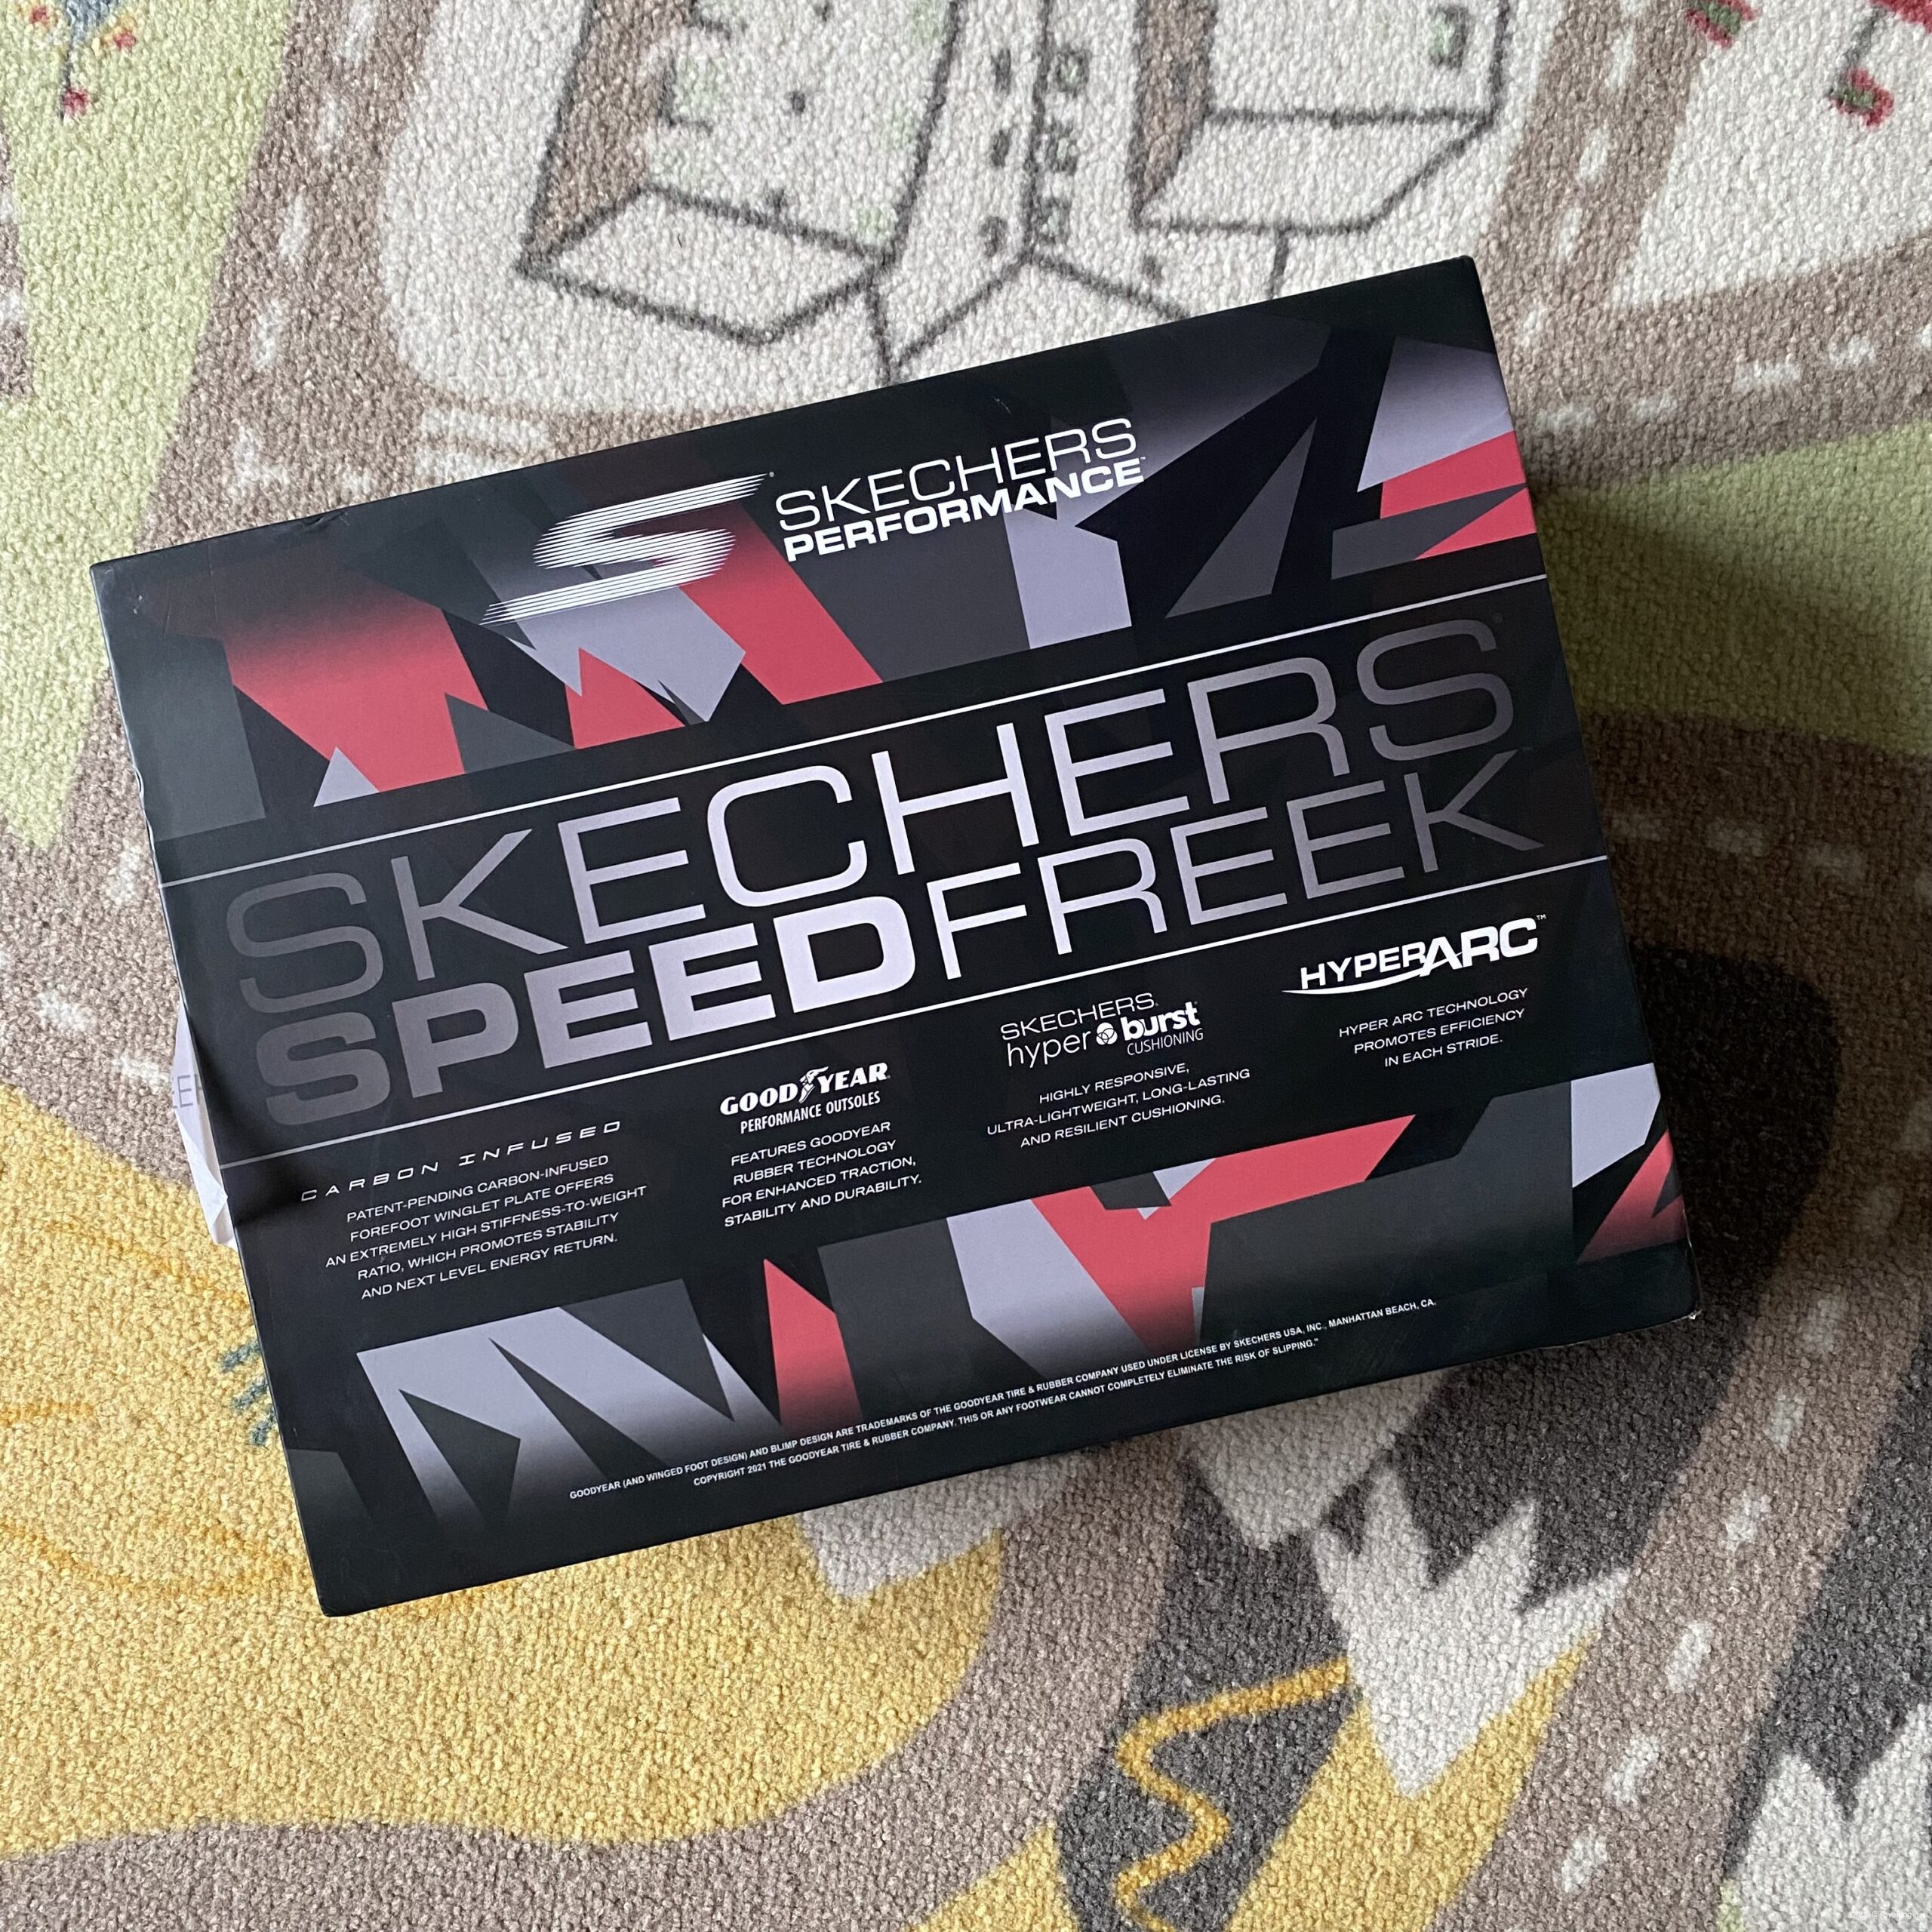 SKECHERS
PERFORMANCE™
SKECHERS®
SPEEDFREEK
CARBON INFUSED
PATENT-PENDING CARBON-INFUSED
FOREFOOT WINGLET PLATE OFFERS
AN EXTREMELY HIGH STIFFNESS-TO-WEIGHT
RATIO, WHICH PROMOTES STABILITY
AND NEXT LEVEL ENERGY RETURN.
GOODYEAR
PERFORMANCE OUTSOLES
FEATURES GOODYEAR
RUBBER TECHNOLOGY
FOR ENHANCED TRACTION,
STABILITY AND DURABILITY.
SKECHERS
hyper burst
CUSHIONING
HIGHLY RESPONSIVE,
ULTRA-LIGHTWEIGHT, LONG-LASTING
AND RESILIENT CUSHIONING.
HYPER ARC™
HYPER ARC TECHNOLOGY
PROMOTES EFFICIENCY
IN EACH STRIDE.
GOODYEAR (AND WINGED FOOT DESIGN) AND BLIMP DESIGN ARE TRADEMARKS OF THE GOODYEAR TIRE & RUBBER COMPANY USED UNDER LICENSE BY SKECHERS USA, INC., MANHATTAN BEACH, CA.
COPYRIGHT 2021 THE GOODYEAR TIRE & RUBBER COMPANY. THIS OR ANY FOOTWEAR CANNOT COMPLETELY ELIMINATE THE RISK OF SLIPPING."